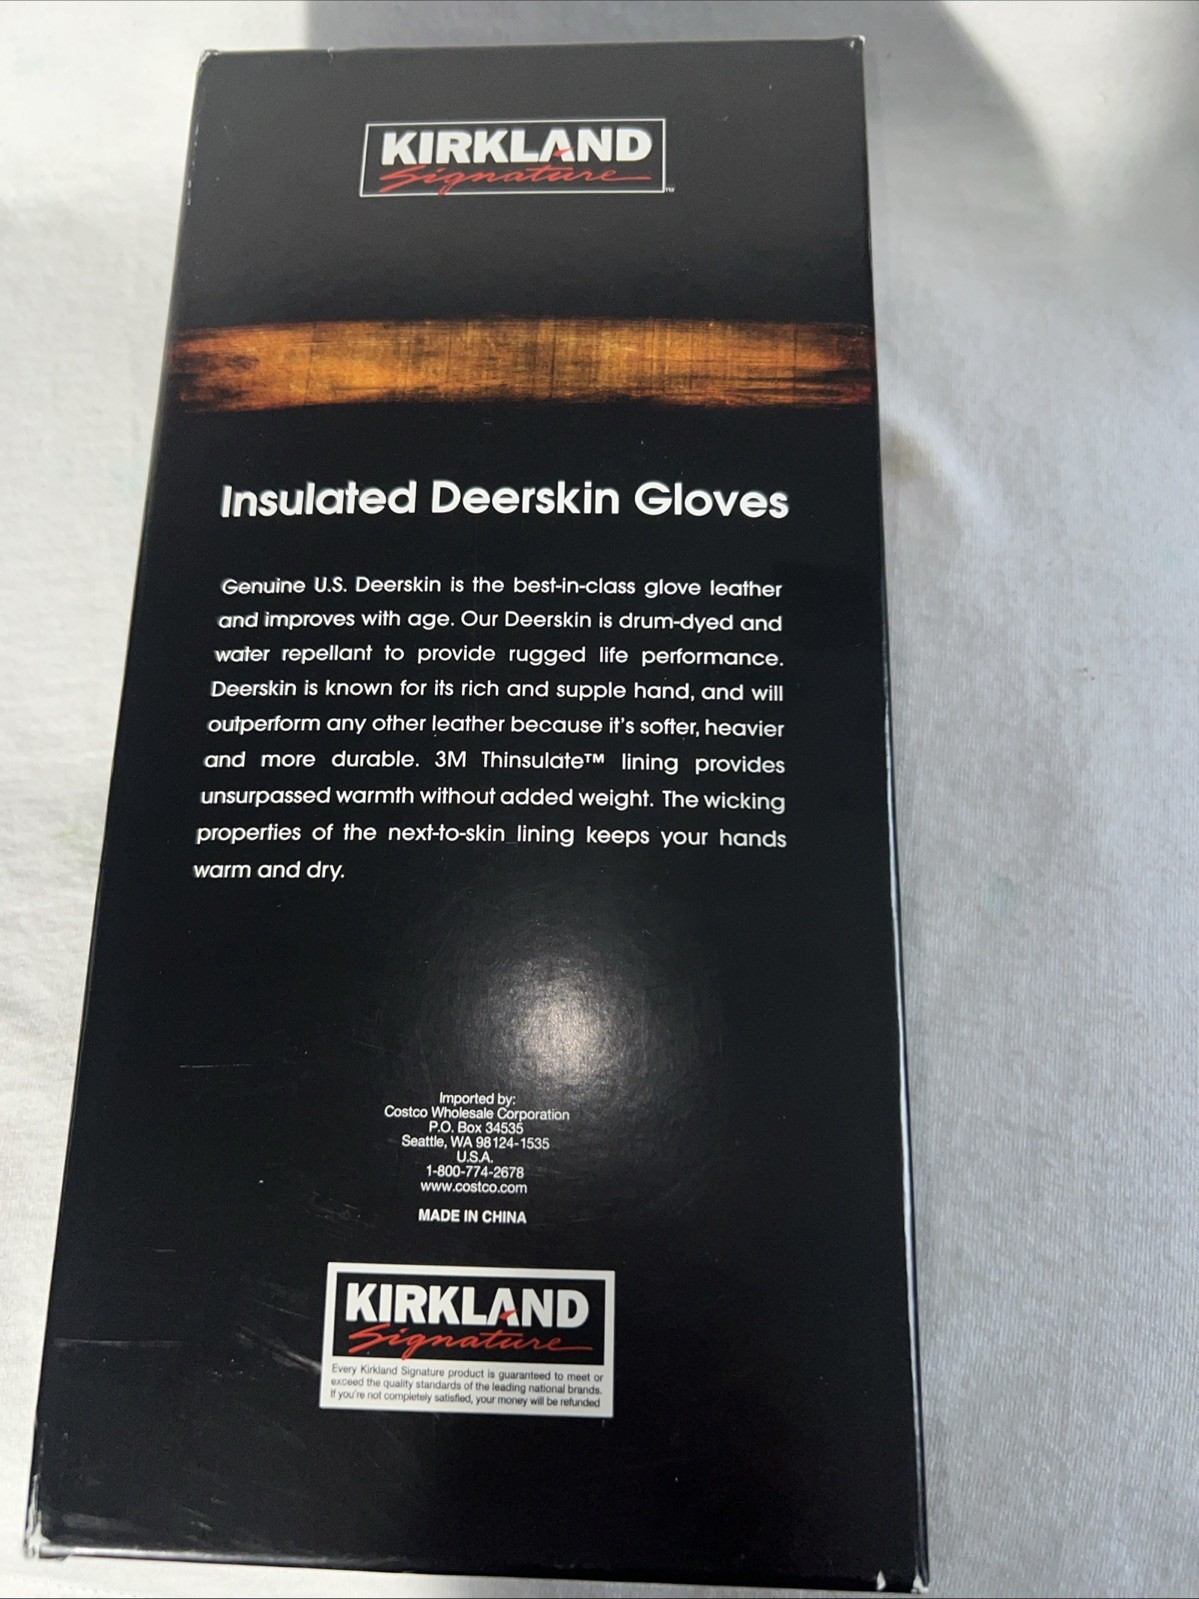 KIRKLAND
Signature™
Insulated Deerskin Gloves
Genuine U.S. Deerskin is the best-in-class glove leather
and improves with age. Our Deerskin is drum-dyed and
water repellant to provide rugged life performance.
Deerskin is known for its rich and supple hand, and will
outperform any other leather because it's softer, heavier
and more durable. 3M Thinsulate™ lining provides
unsurpassed warmth without added weight. The wicking
properties of the next-to-skin lining keeps your hands
warm and dry.
Imported by:
Costco Wholesale Corporation
P.O. Box 34535
Seattle, WA 98124-1535
U.S.A.
1-800-774-2678
www.costco.com
MADE IN CHINA
KIRKLAND
Signature
Every Kirkland Signature product is guaranteed to meet or
exceed the quality standards of the leading national brands.
If you're not completely satisfied, your money will be refunded